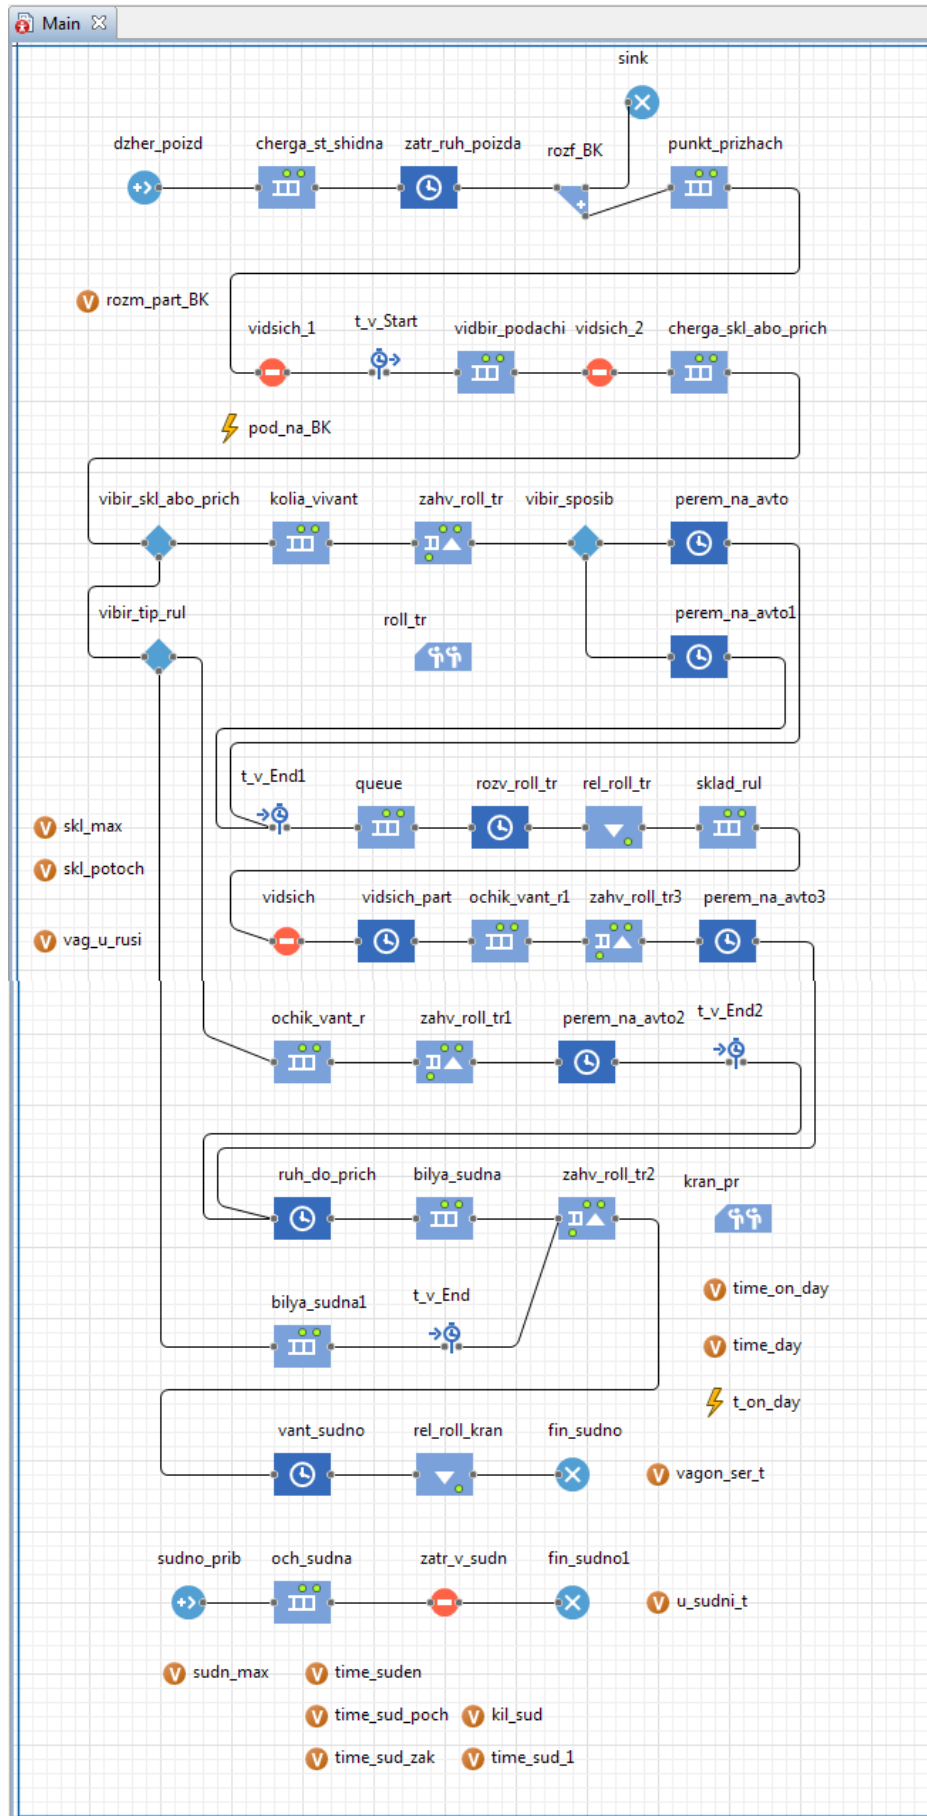 Main
sink
dzher_poizd
cherga_st_shidna
zatr_ruh_poizda
rozf_BK
punkt_prizhach
rozm_part_BK
vidsich_1
t_v_Start
vidbir_podachi
vidsich_2
cherga_skl_abo_prich
pod_na_BK
vibir_skl_abo_prich
kolia_vivant
zahv_roll_tr
vibir_sposib
perem_na_avto
vibir_tip_rul
roll_tr
perem_na_avto1
t_v_End1
queue
rozv_roll_tr
rel_roll_tr
sklad_rul
skl_max
skl_potoch
vidsich
vidsich_part
ochik_vant_r1
zahv_roll_tr3
perem_na_avto3
vag_u_rusi
ochik_vant_r
zahv_roll_tr1
perem_na_avto2
t_v_End2
ruh_do_prich
bilya_sudna
zahv_roll_tr2
kran_pr
bilya_sudna1
t_v_End
time_on_day
time_day
t_on_day
vant_sudno
rel_roll_kran
fin_sudno
vagon_ser_t
sudno_prib
och_sudna
zatr_v_sudn
fin_sudno1
u_sudni_t
sudn_max
time_suden
time_sud_poch
kil_sud
time_sud_zak
time_sud_1